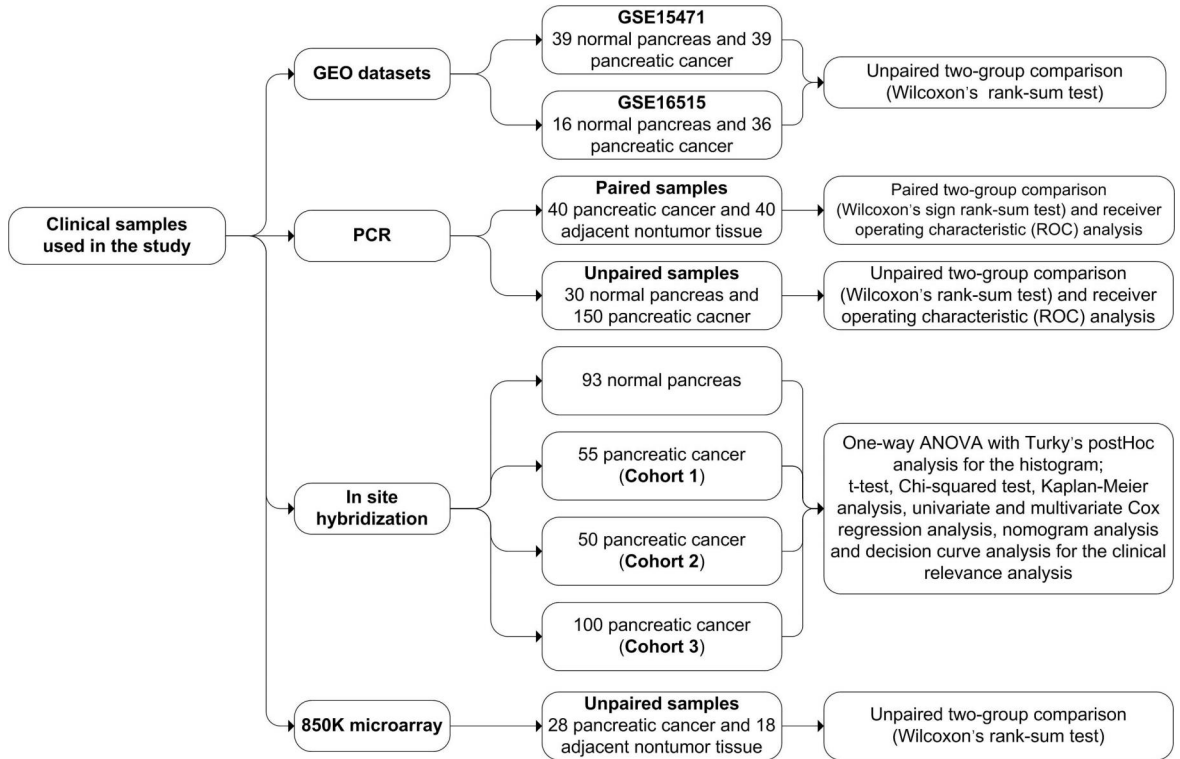 Clinical samples
used in the study
GEO datasets
GSE15471
39 normal pancreas and 39
pancreatic cancer
GSE16515
16 normal pancreas and 36
pancreatic cancer
Unpaired two-group comparison
(Wilcoxon's rank-sum test)
PCR
Paired samples
40 pancreatic cancer and 40
adjacent nontumor tissue
Paired two-group comparison
(Wilcoxon's sign rank-sum test) and receiver
operating characteristic (ROC) analysis
Unpaired samples
30 normal pancreas and
150 pancreatic cacner
Unpaired two-group comparison
(Wilcoxon's rank-sum test) and receiver
operating characteristic (ROC) analysis
In site
hybridization
93 normal pancreas
55 pancreatic cancer
(Cohort 1)
50 pancreatic cancer
(Cohort 2)
100 pancreatic cancer
(Cohort 3)
One-way ANOVA with Turky's postHoc
analysis for the histogram;
t-test, Chi-squared test, Kaplan-Meier
analysis, univariate and multivariate Cox
regression analysis, nomogram analysis
and decision curve analysis for the clinical
relevance analysis
850K microarray
Unpaired samples
28 pancreatic cancer and 18
adjacent nontumor tissue
Unpaired two-group comparison
(Wilcoxon's rank-sum test)